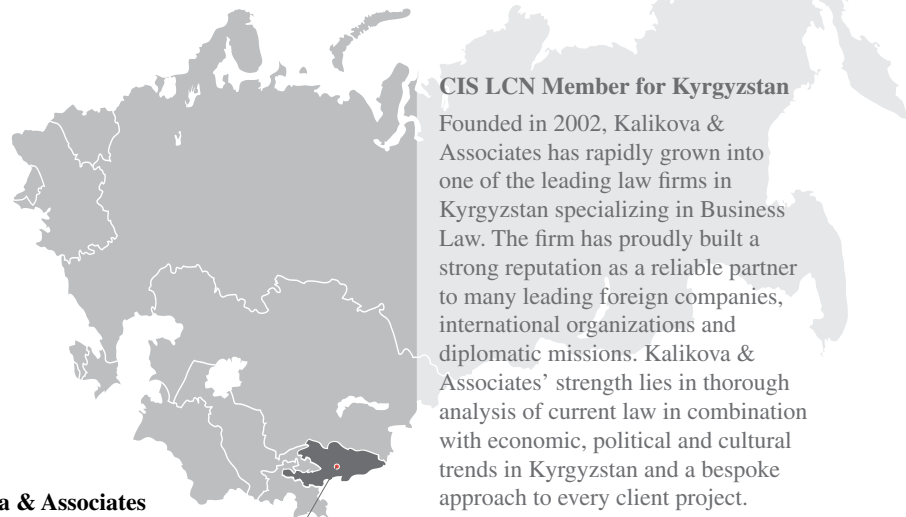 CIS LCN Member for Kyrgyzstan
Founded in 2002, Kalikova &
Associates has rapidly grown into
one of the leading law firms in
Kyrgyzstan specializing in Business
Law. The firm has proudly built a
strong reputation as a reliable partner
to many leading foreign companies,
international organizations and
diplomatic missions. Kalikova &
Associates’ strength lies in thorough
analysis of current law in combination
with economic, political and cultural
trends in Kyrgyzstan and a bespoke
approach to every client project.
a & Associates